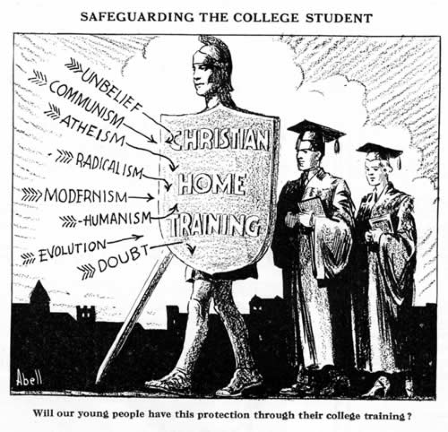 SAFEGUARDING THE COLLEGE STUDENT
UNBELIEF
COMMUNISM
ATHEISM
RADICALISM
MODERNISM
HUMANISM
EVOLUTION
DOUBT
CHRISTIAN
HOME
TRAINING
Abell
Will our young people have this protection through their college training?